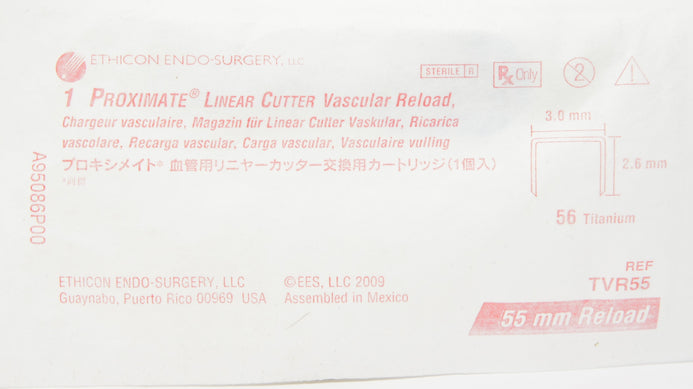 ETHICON ENDO-SURGERY, LLC
STERILE R
Rx Only
2
1 PROXIMATE® LINEAR CUTTER Vascular Reload,
Chargeur vasculaire, Magazin für Linear Cutter Vaskular, Ricarica
vascolare, Recarga vascular, Carga vascular, Vasculaire vulling
プロキシメイト* 血管用リニヤーカッター交換用カートリッジ(1個入)
*商標
3.0 mm
2.6 mm
56 Titanium
A95086P00
ETHICON ENDO-SURGERY, LLC
Guaynabo, Puerto Rico 00969 USA
©EES, LLC 2009
Assembled in Mexico
REF
TVR55
55 mm Reload